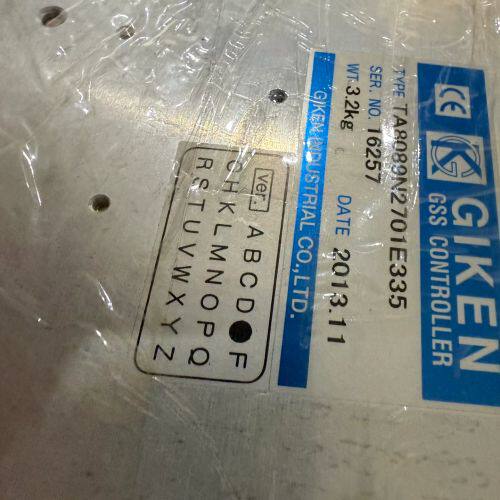 CE GIKEN
GSS CONTROLLER
TYPE TA8089N2701E335
SER. NO. 16257
WT 3.2kg DATE 2013.11
GIKEN INDUSTRIAL CO.,LTD.
Ver. A B C D ● F
G H K L M N O P Q
R S T U V W X Y Z